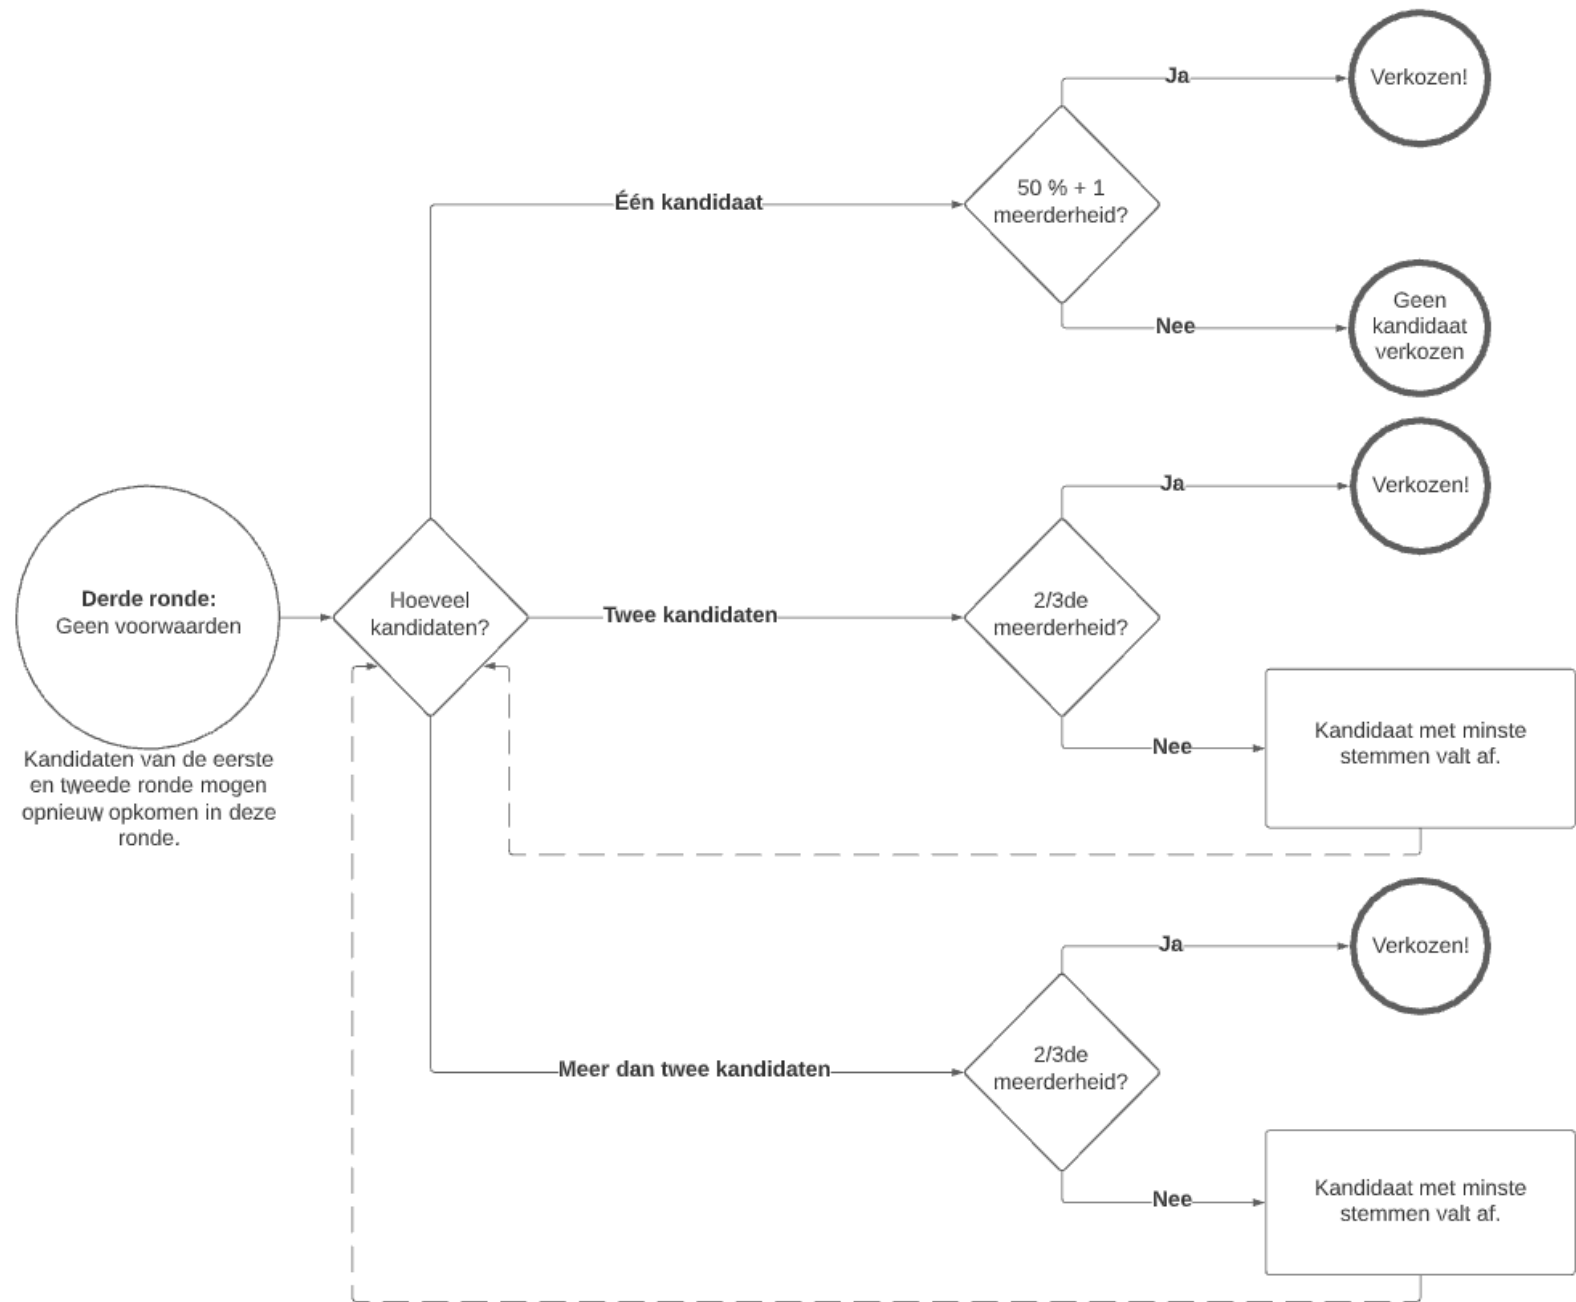 Ja
Verkozen!
50 % + 1
meerderheid?
Één kandidaat
Nee
Geen
kandidaat
verkozen
Ja
Verkozen!
Derde ronde:
Geen voorwaarden
Hoeveel
kandidaten?
Twee kandidaten
2/3de
meerderheid?
Nee
Kandidaat met minste
stemmen valt af.
Kandidaten van de eerste
en tweede ronde mogen
opnieuw opkomen in deze
ronde.
Ja
Verkozen!
Meer dan twee kandidaten
2/3de
meerderheid?
Nee
Kandidaat met minste
stemmen valt af.